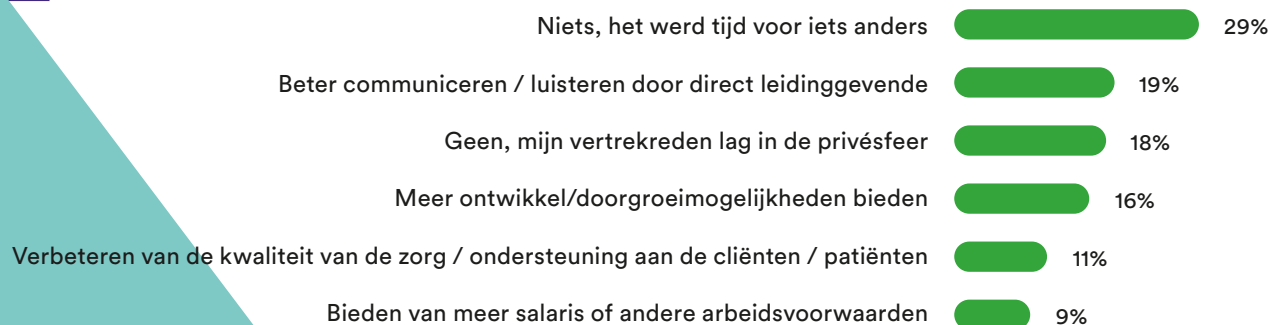 Niets, het werd tijd voor iets anders 29%
Beter communiceren / luisteren door direct leidinggevende 19%
Geen, mijn vertrekreden lag in de privésfeer 18%
Meer ontwikkel/doorgroeimogelijkheden bieden 16%
Verbeteren van de kwaliteit van de zorg / ondersteuning aan de cliënten / patiënten 11%
Bieden van meer salaris of andere arbeidsvoorwaarden 9%